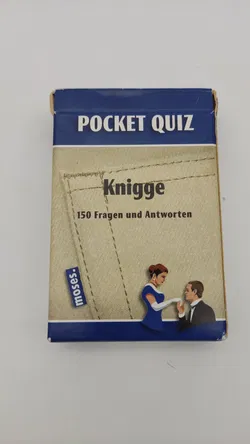 POCKET QUIZ
Knigge
150 Fragen und Antworten
moses.